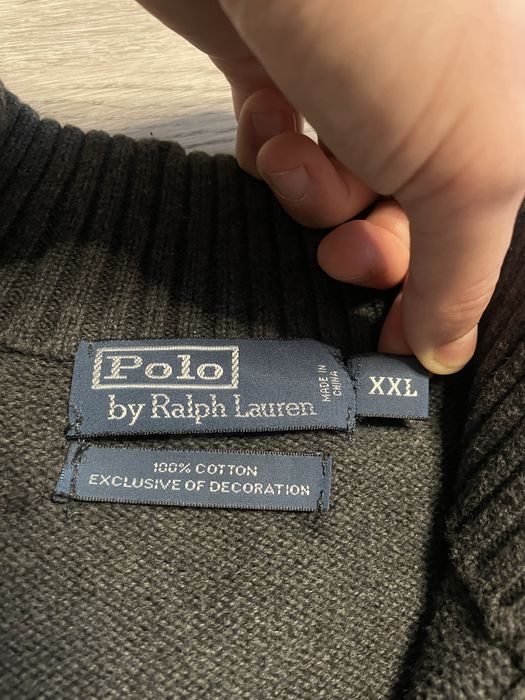 Polo
by Ralph Lauren
MADE IN
CHINA
XXL
100% COTTON
EXCLUSIVE OF DECORATION